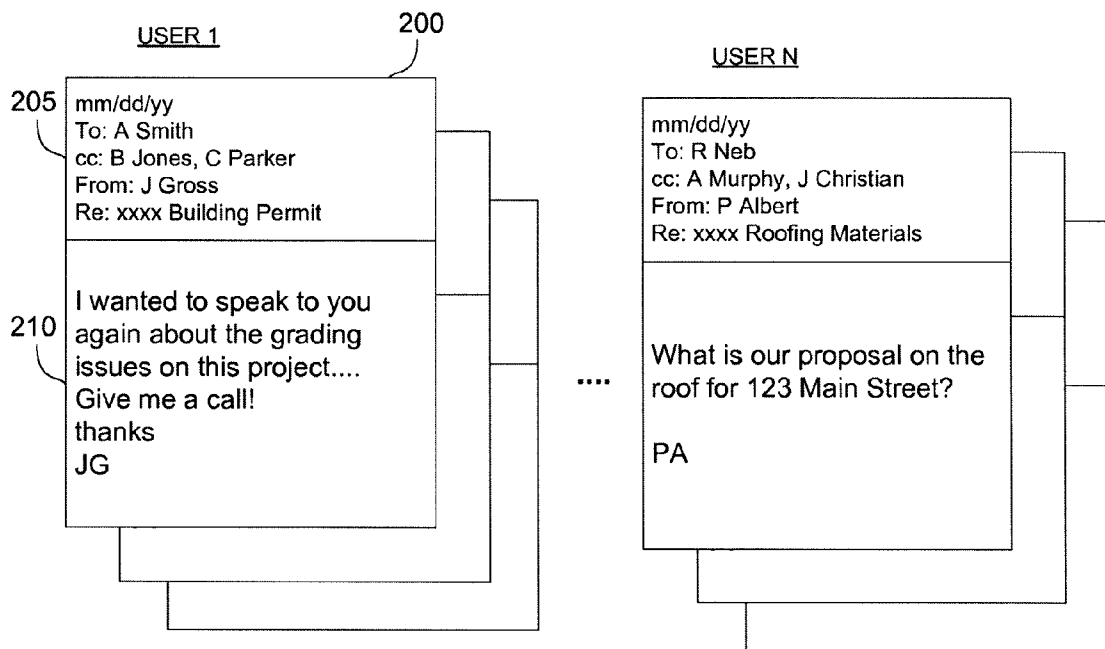 USER 1
200
205
mm/dd/yy
To: A Smith
cc: B Jones, C Parker
From: J Gross
Re: xxxx Building Permit
210
I wanted to speak to you
again about the grading
issues on this project....
Give me a call!
thanks
JG
....
USER N
mm/dd/yy
To: R Neb
cc: A Murphy, J Christian
From: P Albert
Re: xxxx Roofing Materials
What is our proposal on the
roof for 123 Main Street?
PA